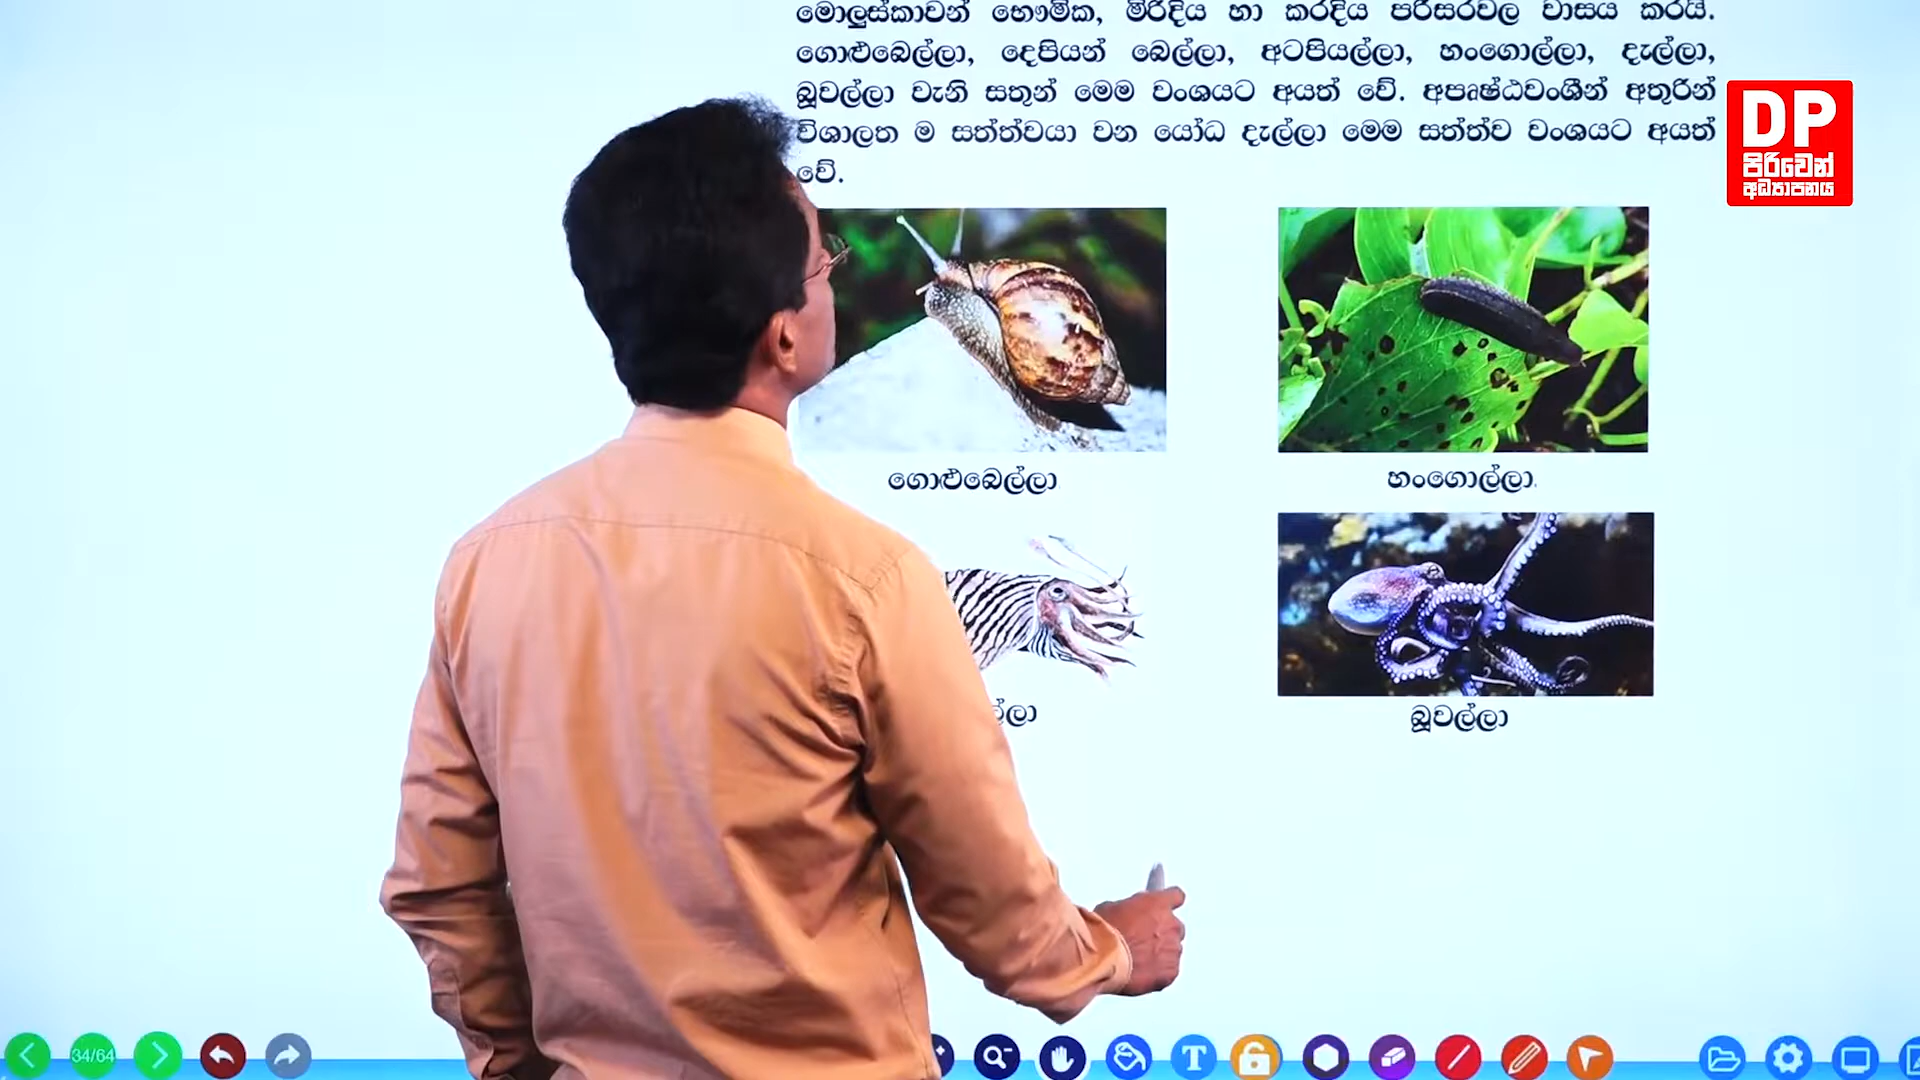 මොලුස්කාවන් භෞමික, මිරිදිය හා කරදිය පරිසරවල වාසය කරයි.
ගොළුබෙල්ලා, දෙපියන් බෙල්ලා, අටපියල්ලා, හංගොල්ලා, දැල්ලා,
බූවල්ලා වැනි සතුන් මෙම වංශයට අයත් වේ. අපෘෂ්ඨවංශීන් අතුරින්
විශාලත ම සත්ත්වයා වන යෝධ දැල්ලා මෙම සත්ත්ව වංශයට අයත්
වේ.
DP
පිරිවෙන්
අධ්‍යාපනය
ගොළුබෙල්ලා
හංගොල්ලා
ල්ලා
බූවල්ලා
34/64
T